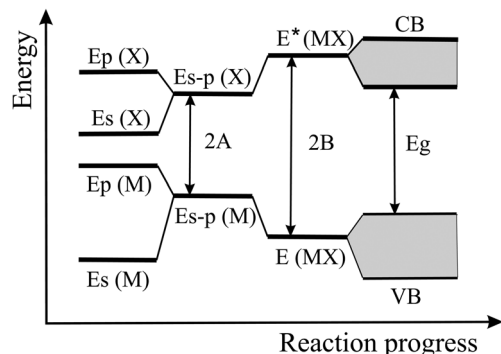 Energy
Ep (X)
Es (X)
Ep (M)
Es (M)
Es-p (X)
Es-p (M)
2A
E* (MX)
E (MX)
2B
CB
Eg
VB
Reaction progress